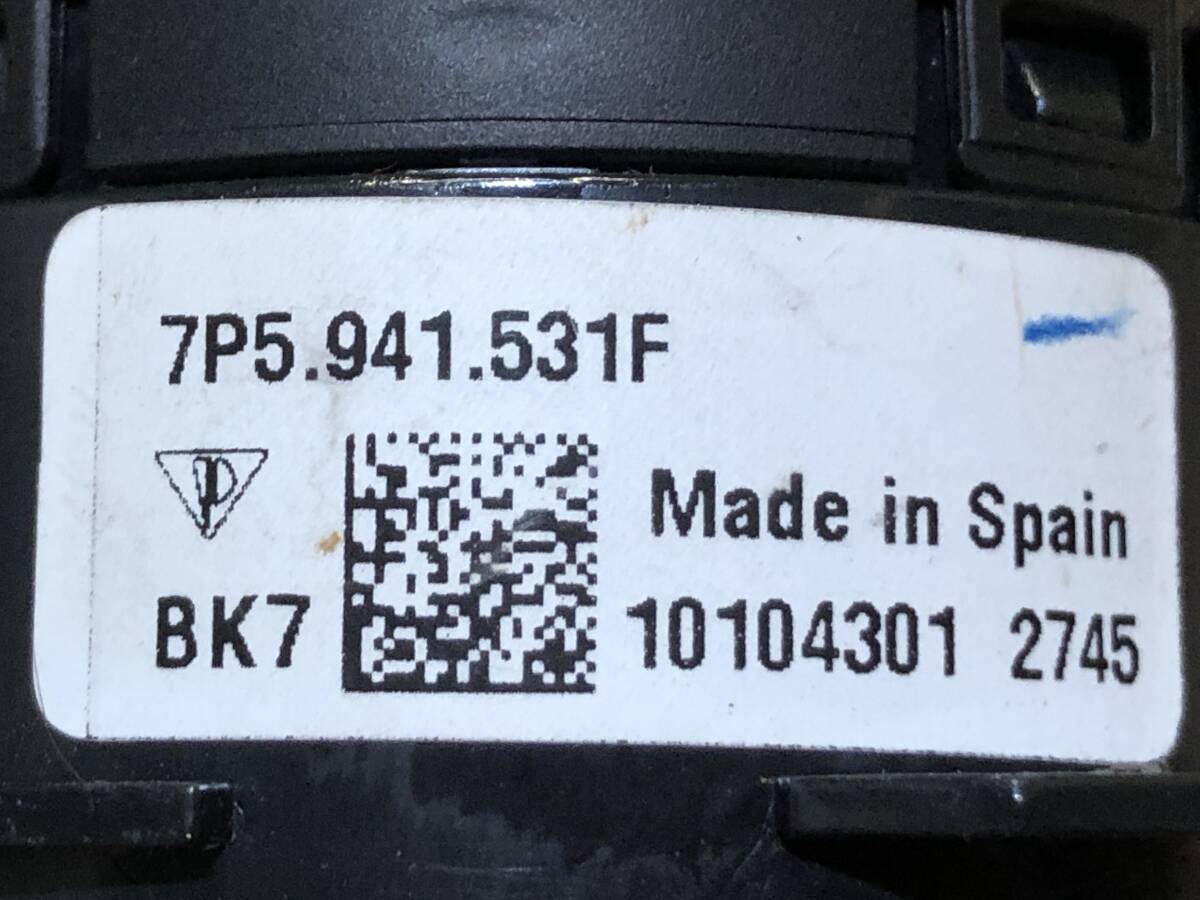 7P5.941.531F
P
Made in Spain
BK7
10104301 2745